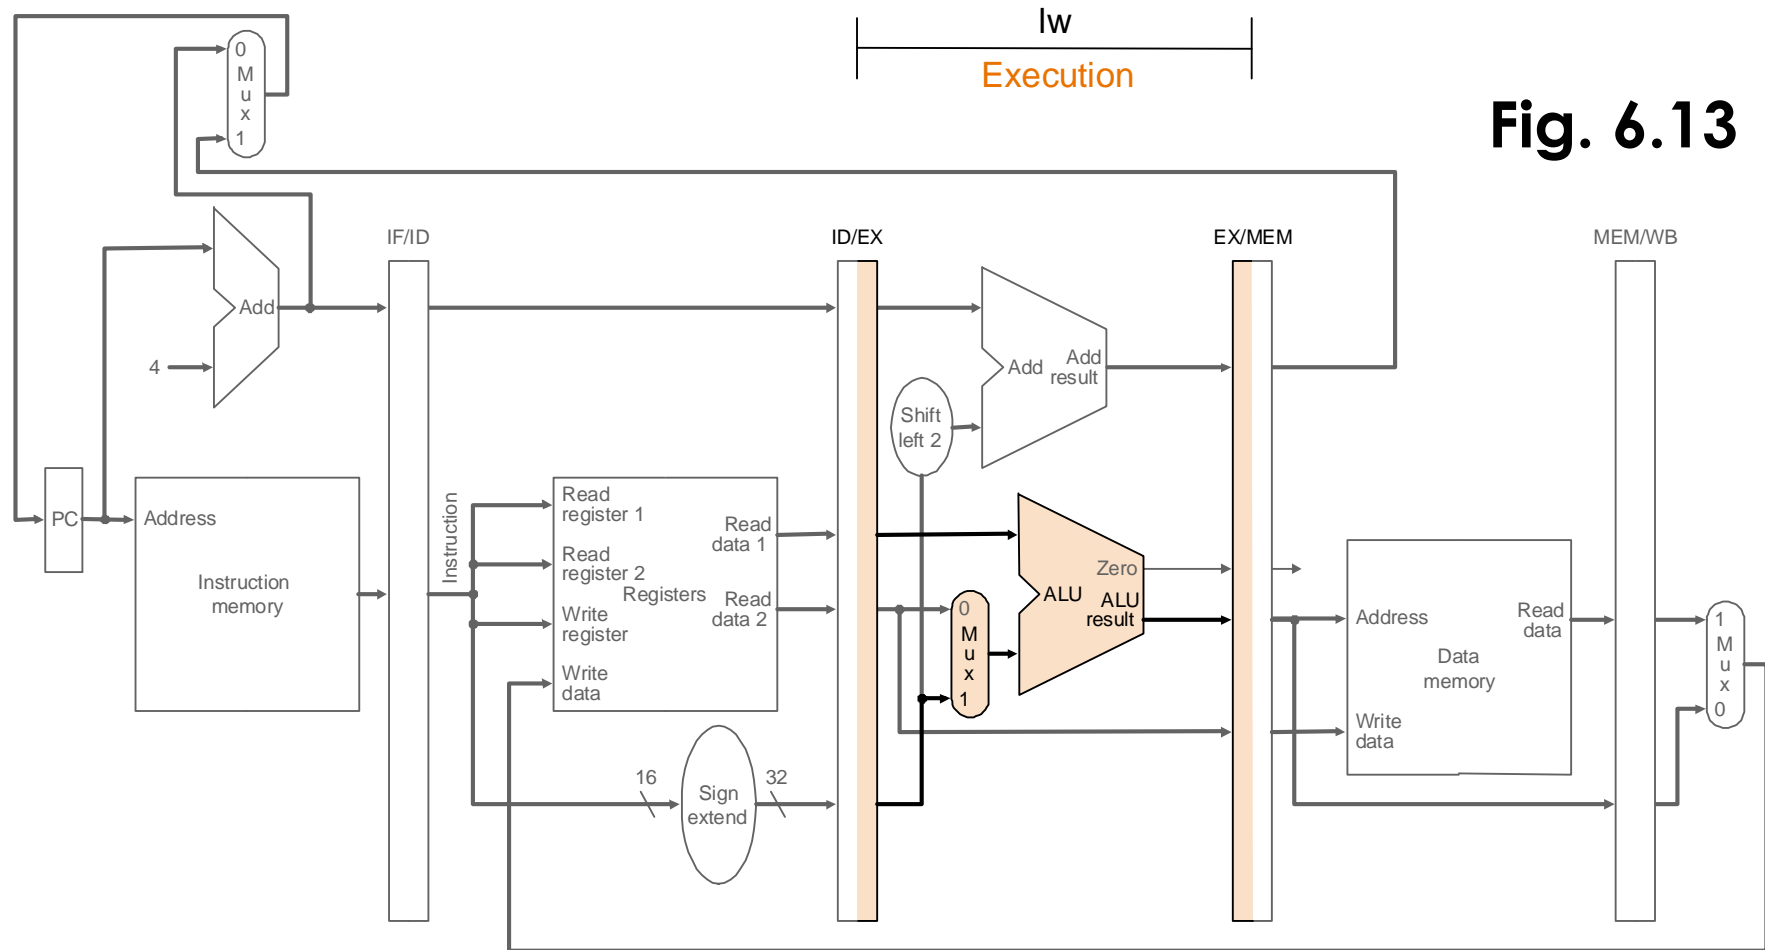 lw
Execution
Fig. 6.13
0
M
u
x
1
IF/ID
ID/EX
EX/MEM
MEM/WB
Add
4
Add
Add
result
Shift
left 2
PC
Address
Instruction
memory
Instruction
Read
register 1
Read
register 2
Write
register
Write
data
Registers
Read
data 1
Read
data 2
16
Sign
extend
32
0
M
u
x
1
Zero
ALU
ALU
result
Address
Read
data
Data
memory
Write
data
1
M
u
x
0